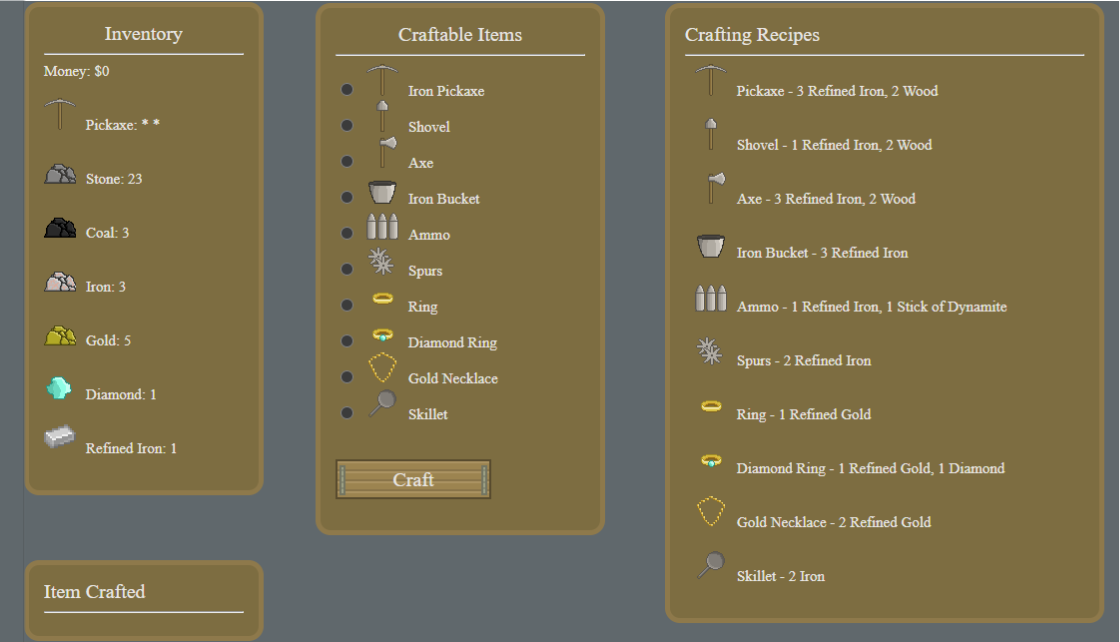 Inventory
Money: $0
Pickaxe: * *
Stone: 23
Coal: 3
Iron: 3
Gold: 5
Diamond: 1
Refined Iron: 1
Item Crafted
Craftable Items
Iron Pickaxe
Shovel
Axe
Iron Bucket
Ammo
Spurs
Ring
Diamond Ring
Gold Necklace
Skillet
Craft
Crafting Recipes
Pickaxe - 3 Refined Iron, 2 Wood
Shovel - 1 Refined Iron, 2 Wood
Axe - 3 Refined Iron, 2 Wood
Iron Bucket - 3 Refined Iron
Ammo - 1 Refined Iron, 1 Stick of Dynamite
Spurs - 2 Refined Iron
Ring - 1 Refined Gold
Diamond Ring - 1 Refined Gold, 1 Diamond
Gold Necklace - 2 Refined Gold
Skillet - 2 Iron